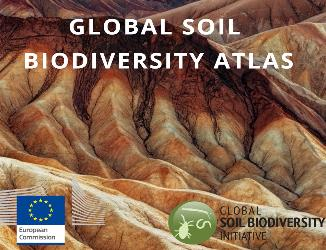 GLOBAL SOIL
BIODIVERSITY ATLAS
European
Commission
GLOBAL
SOIL BIODIVERSITY
INITIATIVE